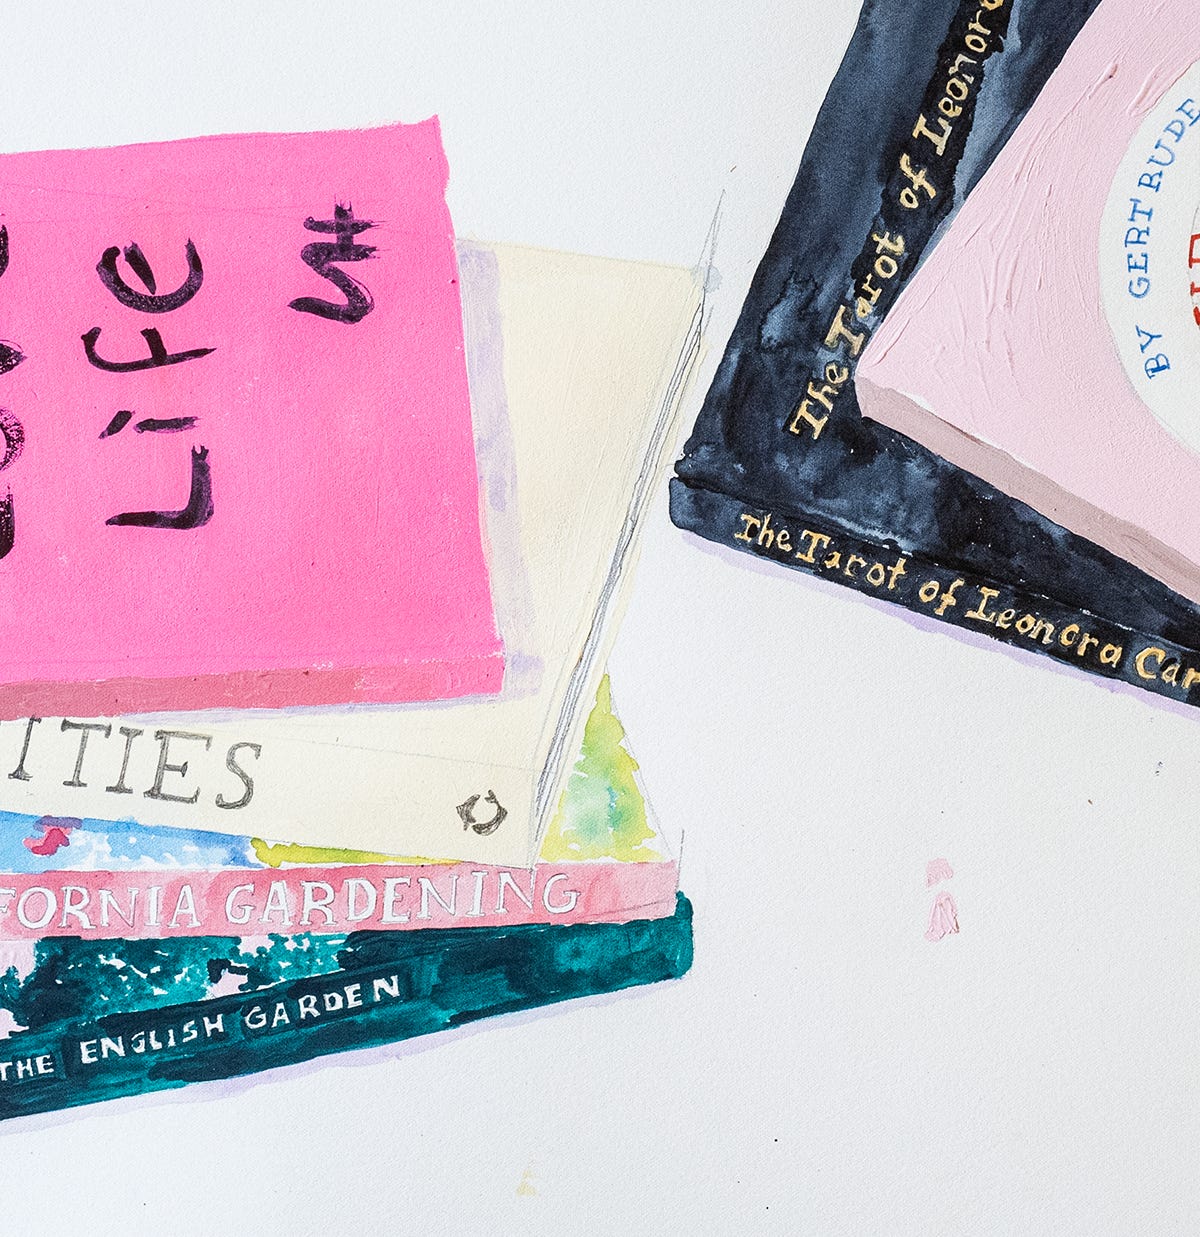 Life
ITIES
FORNIA GARDENING
THE ENGLISH GARDEN
The Tarot of Leonora
The Tarot of Leonora Car
BY GERTRUDE